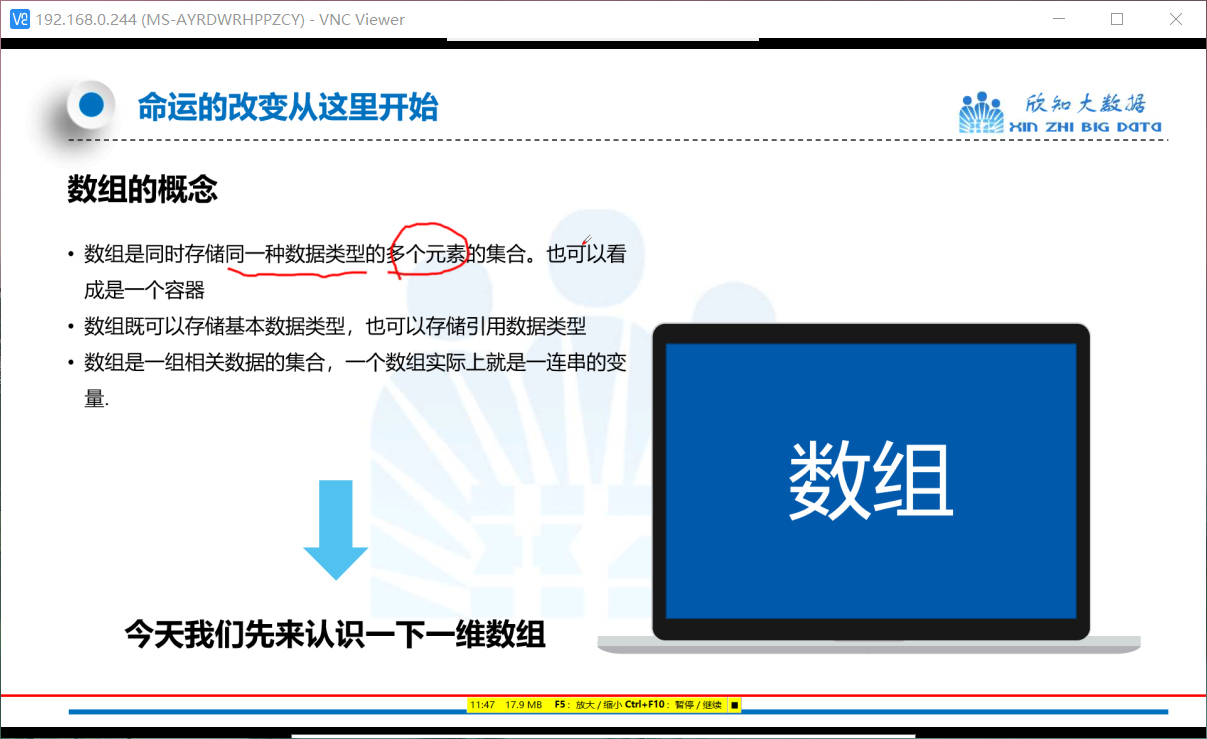 192.168.0.244 (MS-AYRDWRHPPZCY) - VNC Viewer
命运的改变从这里开始
欣知大数据
XIN ZHI BIG DATA
数组的概念
• 数组是同时存储同一种数据类型的多个元素的集合。也可以看
成是一个容器
• 数组既可以存储基本数据类型，也可以存储引用数据类型
• 数组是一组相关数据的集合，一个数组实际上就是一连串的变
量.
数组
今天我们先来认识一下一维数组
11:47 17.9 MB F5：放大 / 缩小 Ctrl+F10：暂停 / 继续